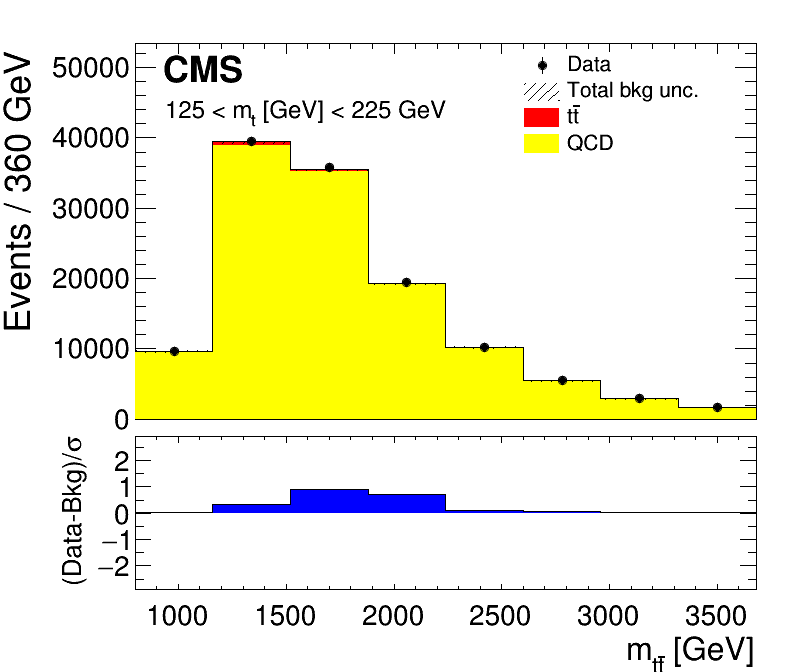 CMS
125 < m_t [GeV] < 225 GeV
Data
Total bkg unc.
tt̄
QCD
Events / 360 GeV
50000
40000
30000
20000
10000
0
(Data-Bkg)/σ
2
1
0
−1
−2
1000 1500 2000 2500 3000 3500
m_tt̄ [GeV]